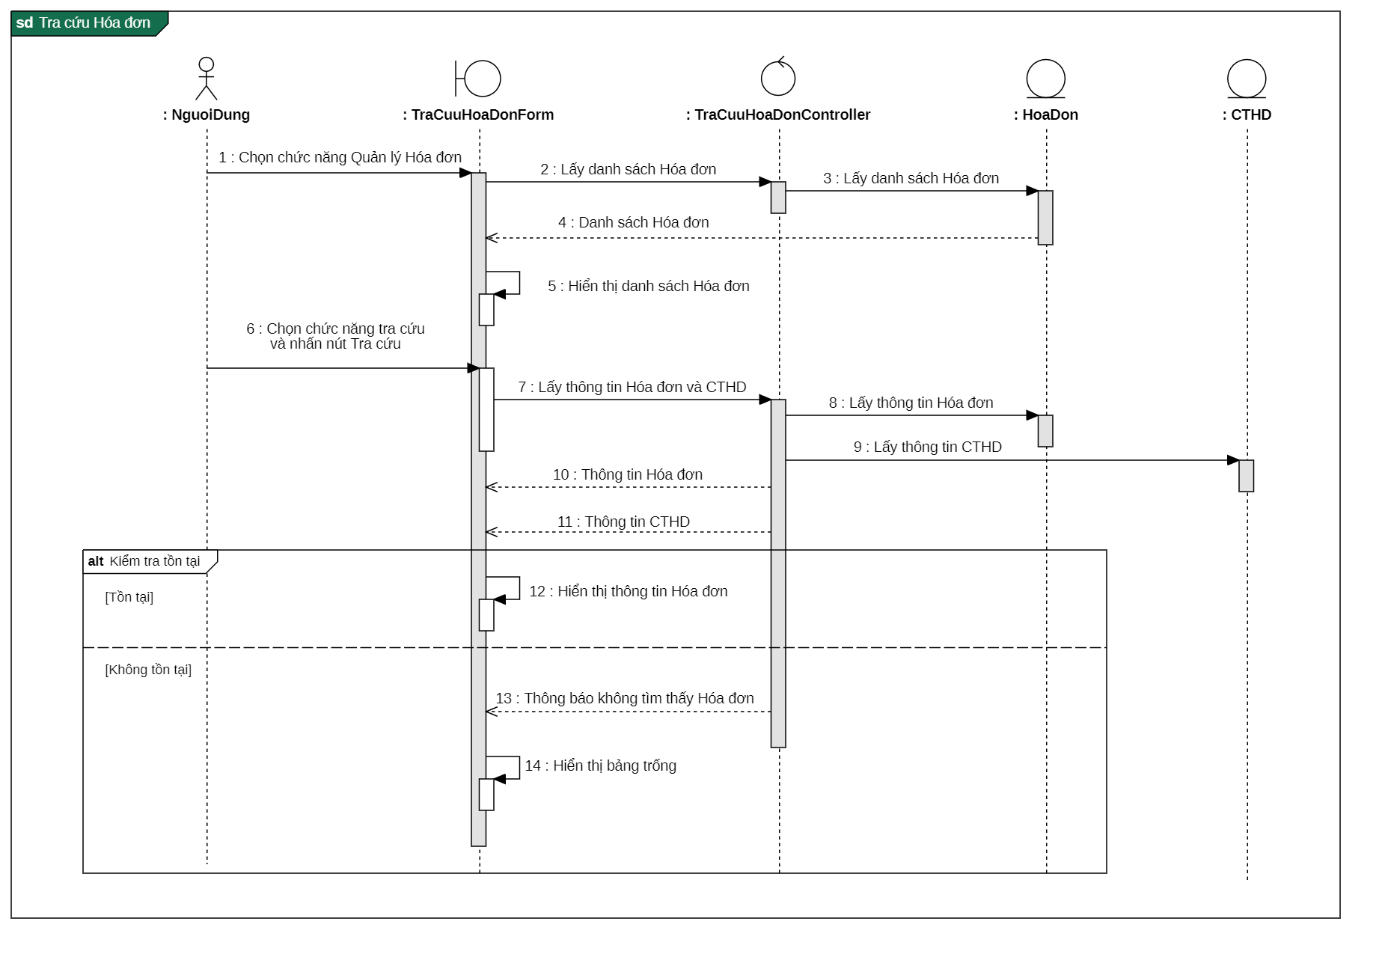 sd Tra cứu Hóa đơn
: NguoiDung
: TraCuuHoaDonForm
: TraCuuHoaDonController
: HoaDon
: CTHD
1 : Chọn chức năng Quản lý Hóa đơn
2 : Lấy danh sách Hóa đơn
3 : Lấy danh sách Hóa đơn
4 : Danh sách Hóa đơn
5 : Hiển thị danh sách Hóa đơn
6 : Chọn chức năng tra cứu
và nhấn nút Tra cứu
7 : Lấy thông tin Hóa đơn và CTHD
8 : Lấy thông tin Hóa đơn
9 : Lấy thông tin CTHD
10 : Thông tin Hóa đơn
11 : Thông tin CTHD
alt Kiểm tra tồn tại
[Tồn tại]
12 : Hiển thị thông tin Hóa đơn
[Không tồn tại]
13 : Thông báo không tìm thấy Hóa đơn
14 : Hiển thị bảng trống